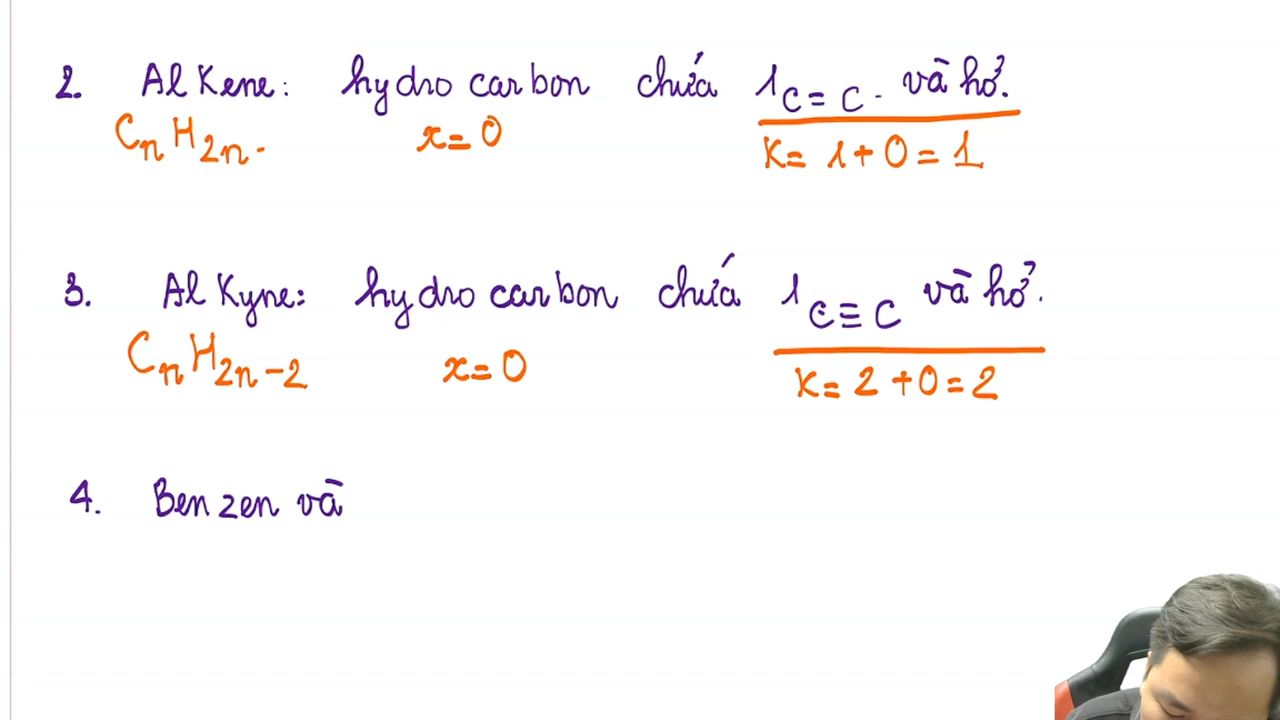 2. Alkene: hydrocarbon chứa 1 C = C. và hở.
CnH2n. x = 0 K = 1 + 0 = 1
3. Alkyne: hydrocarbon chứa 1 C ≡ C và hở.
CnH2n-2 x = 0 K = 2 + 0 = 2
4. Benzen và